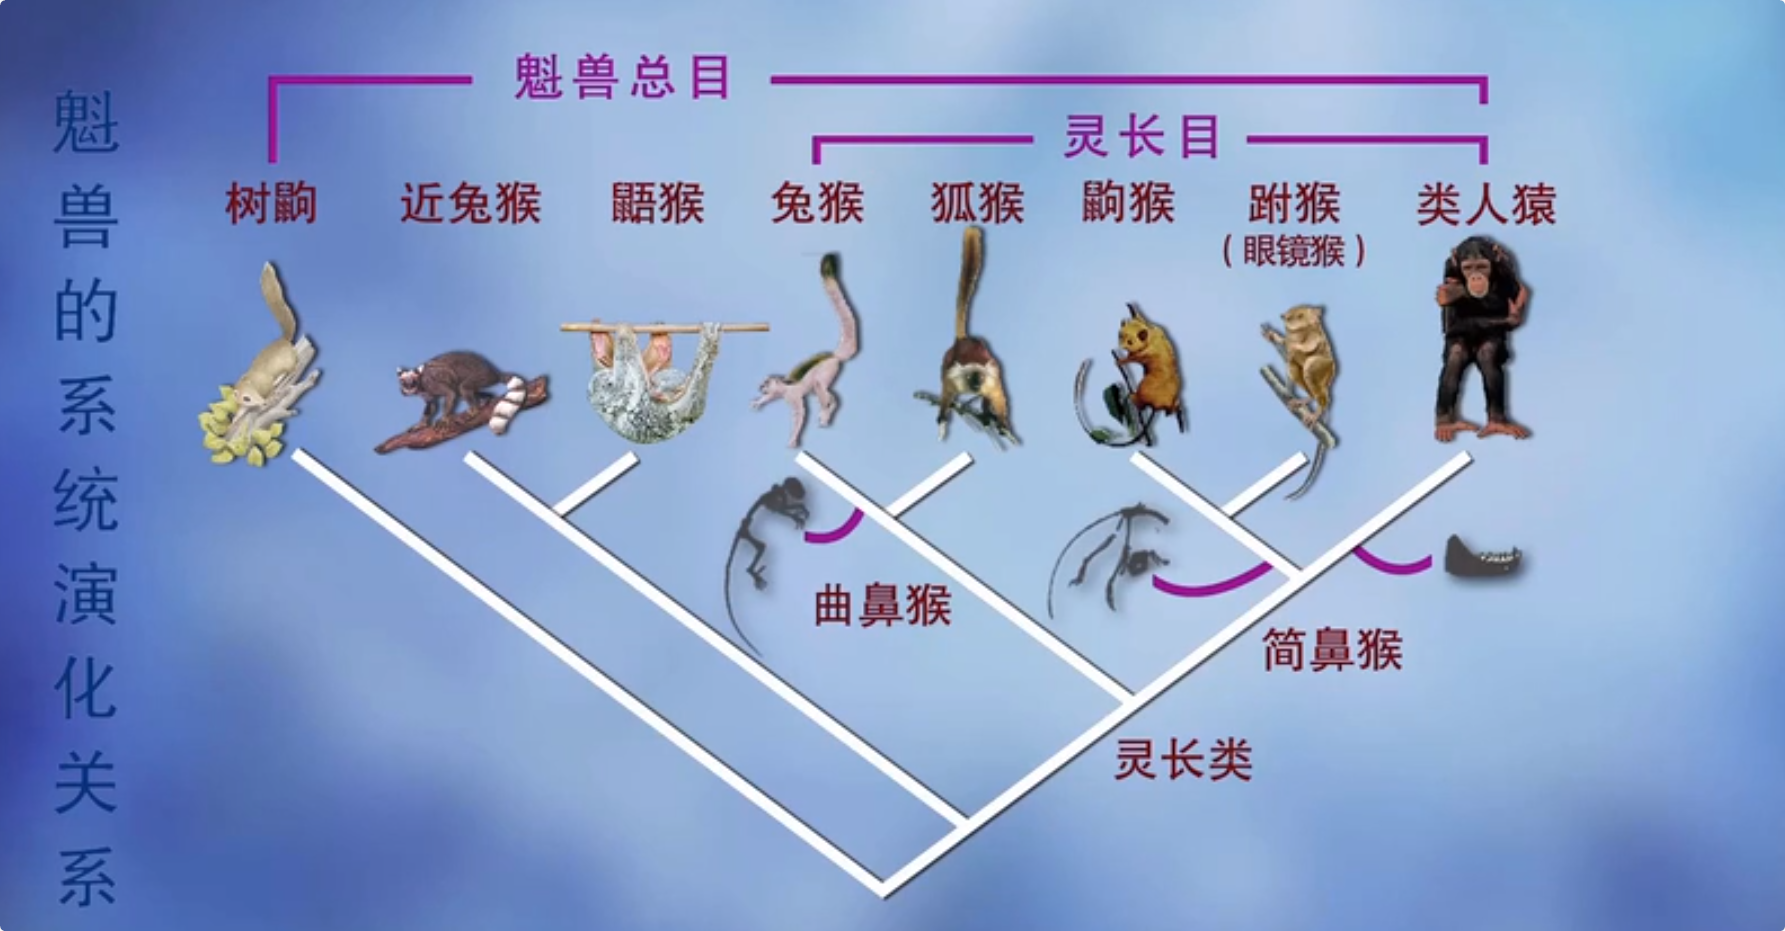 魁兽的系统演化关系
魁兽总目
灵长目
树鼩 近兔猴 鼯猴 兔猴 狐猴 鼩猴 跗猴 类人猿
(眼镜猴)
曲鼻猴
简鼻猴
灵长类